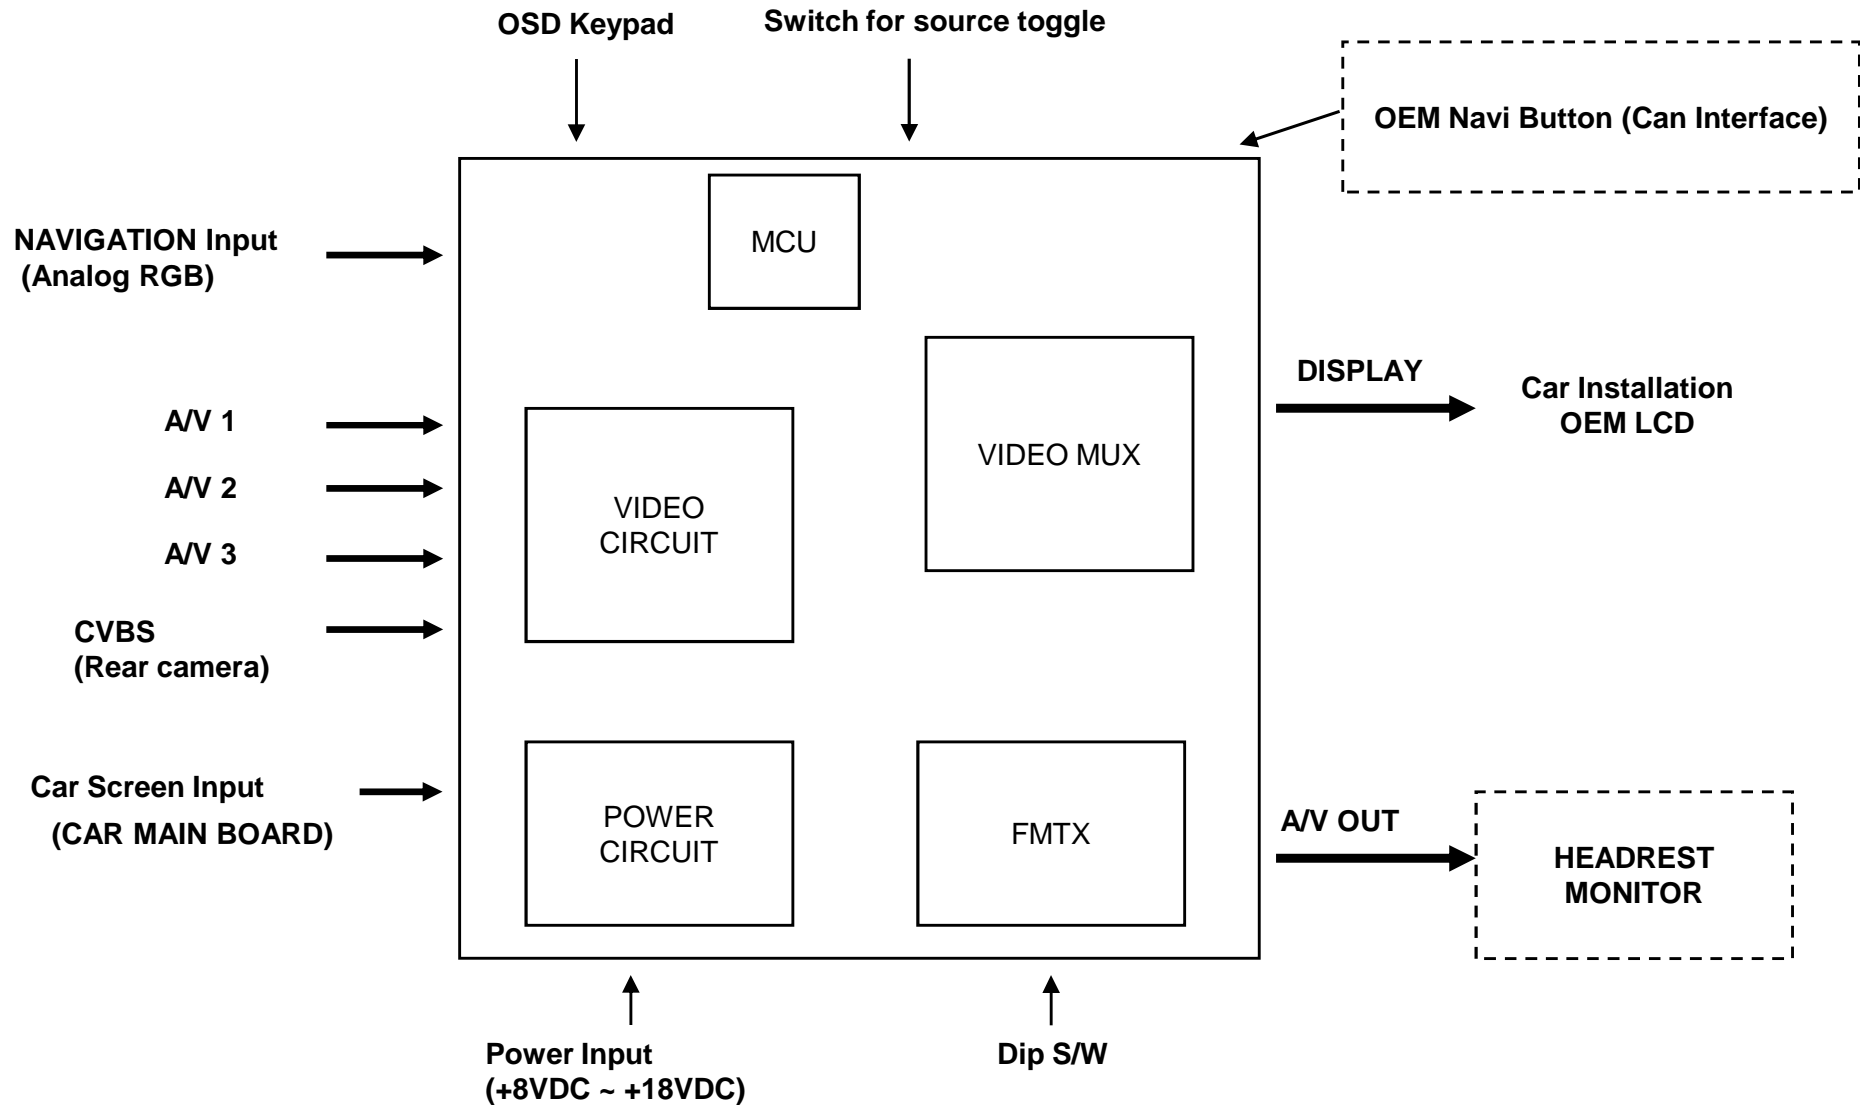 OSD Keypad
Switch for source toggle
OEM Navi Button (Can Interface)
NAVIGATION Input
(Analog RGB)
MCU
A/V 1
A/V 2
A/V 3
CVBS
(Rear camera)
VIDEO
CIRCUIT
VIDEO MUX
DISPLAY
Car Installation
OEM LCD
Car Screen Input
(CAR MAIN BOARD)
POWER
CIRCUIT
FMTX
A/V OUT
HEADREST
MONITOR
Power Input
(+8VDC ~ +18VDC)
Dip S/W